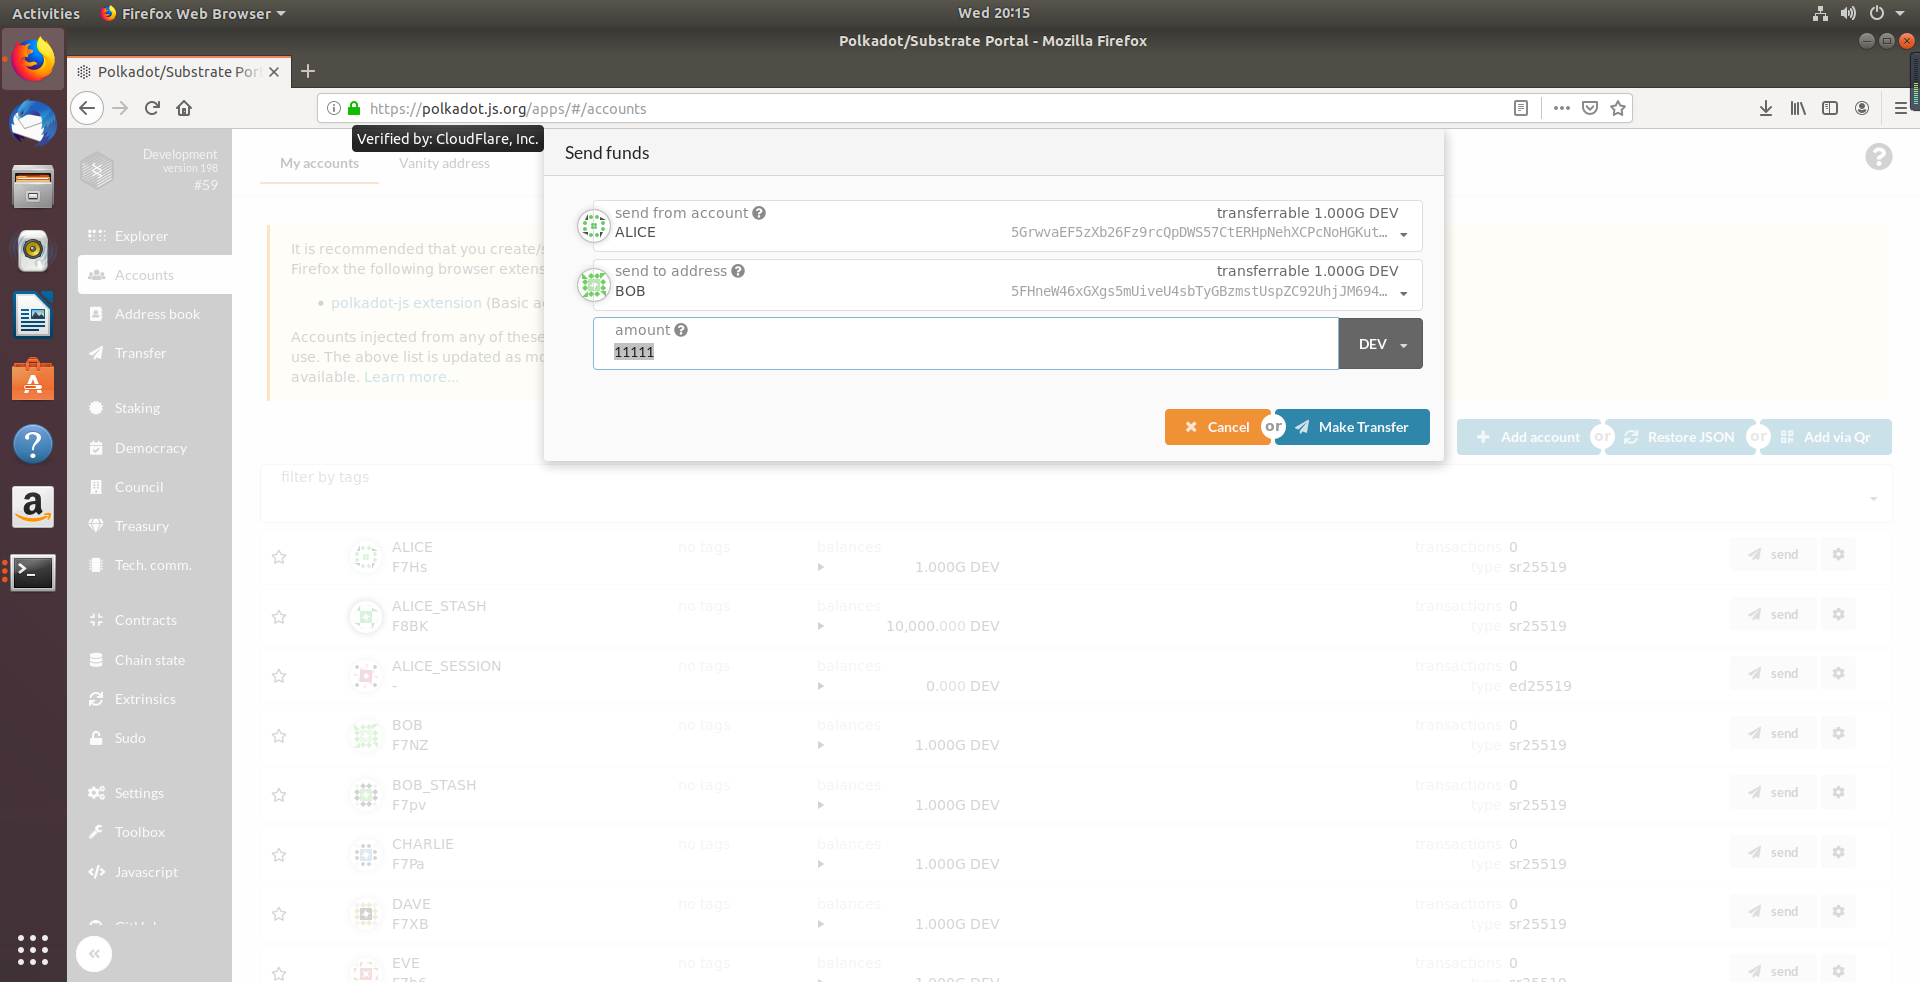 Activities
Firefox Web Browser
Wed 20:15
Polkadot/Substrate Portal - Mozilla Firefox
Polkadot/Substrate Por
https://polkadot.js.org/apps/#/accounts
Verified by: CloudFlare, Inc.
Development
version 198
#59
My accounts
Vanity address
Explorer
Accounts
Address book
Transfer
Staking
Democracy
Council
Treasury
Tech. comm.
Contracts
Chain state
Extrinsics
Sudo
Settings
Toolbox
Javascript
GitHub
It is recommended that you create/
Firefox the following browser exten
• polkadot-js extension (Basic a
Accounts injected from any of these
use. The above list is updated as mo
available. Learn more...
Send funds
send from account
transferrable 1.000G DEV
ALICE
5GrwvaEF5zXb26Fz9rcQpDWS57CtERHpNehXCPcNoHGKut…
send to address
transferrable 1.000G DEV
BOB
5FHneW46xGXgs5mUiveU4sbTyGBzmstUspZC92UhjJM694…
amount
11111
DEV
Cancel
or
Make Transfer
Add account
or
Restore JSON
or
Add via Qr
filter by tags
ALICE no tags balances transactions 0 send
F7Hs 1.000G DEV type sr25519
ALICE_STASH no tags balances transactions 0 send
F8BK 10,000.000 DEV type sr25519
ALICE_SESSION no tags balances transactions 0 send
- 0.000 DEV type ed25519
BOB no tags balances transactions 0 send
F7NZ 1.000G DEV type sr25519
BOB_STASH no tags balances transactions 0 send
F7pv 1.000G DEV type sr25519
CHARLIE no tags balances transactions 0 send
F7Pa 1.000G DEV type sr25519
DAVE no tags balances transactions 0 send
F7XB 1.000G DEV type sr25519
EVE no tags balances transactions 0 send
1.000G DEV type sr25519